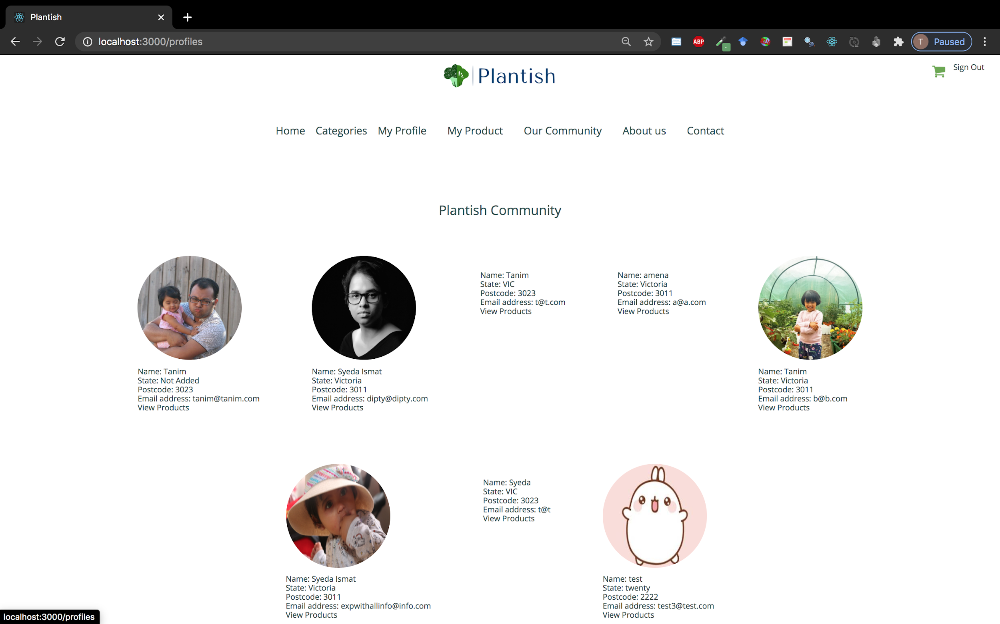 Plantish
localhost:3000/profiles
ABP
T
Paused
Plantish
Sign Out
Home
Categories
My Profile
My Product
Our Community
About us
Contact
Plantish Community
Name: Tanim
State: Not Added
Postcode: 3023
Email address: tanim@tanim.com
View Products
Name: Syeda Ismat
State: Victoria
Postcode: 3011
Email address: dipty@dipty.com
View Products
Name: Tanim
State: VIC
Postcode: 3023
Email address: t@t.com
View Products
Name: amena
State: Victoria
Postcode: 3011
Email address: a@a.com
View Products
Name: Tanim
State: Victoria
Postcode: 3011
Email address: b@b.com
View Products
Name: Syeda Ismat
State: Victoria
Postcode: 3011
Email address: expwithallinfo@info.com
View Products
Name: Syeda
State: VIC
Postcode: 3023
Email address: t@t
View Products
Name: test
State: twenty
Postcode: 2222
Email address: test3@test.com
View Products
localhost:3000/profiles